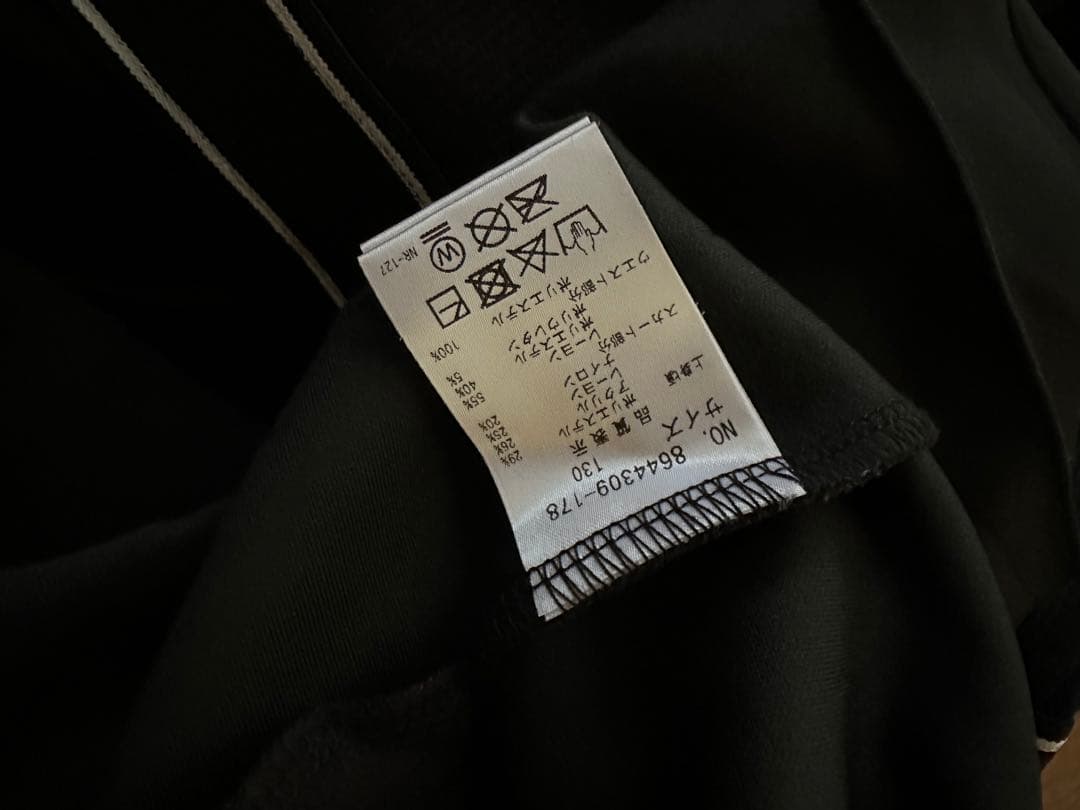 NO. 8644309-178
サイズ 130
品質表示
上身頃 ポリエステル 29%
アクリル 26%
レーヨン 25%
ナイロン 20%
スカート部分 ポリエステル 55%
レーヨン 40%
ポリウレタン 5%
ウエスト部分 ポリエステル 100%
W
NR-127